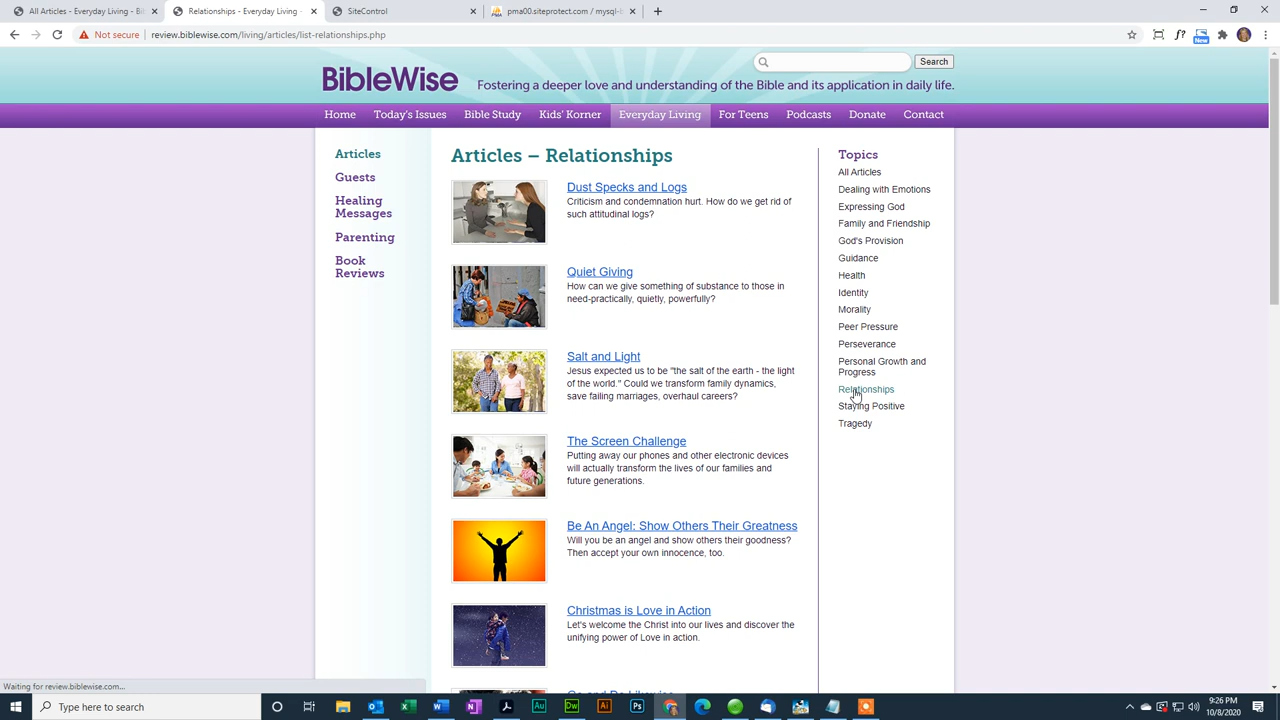 All Articles - Everyday Living - Bi
Relationships - Everyday Living -
SiteControl
pma00.siteprotect.com / mysql-b
Not secure
review.biblewise.com/living/articles/list-relationships.php
New
Search
BibleWise
Fostering a deeper love and understanding of the Bible and its application in daily life.
Home
Today's Issues
Bible Study
Kids' Korner
Everyday Living
For Teens
Podcasts
Donate
Contact
Articles
Guests
Healing
Messages
Parenting
Book
Reviews
Articles – Relationships
Dust Specks and Logs
Criticism and condemnation hurt. How do we get rid of
such attitudinal logs?
Quiet Giving
How can we give something of substance to those in
need-practically, quietly, powerfully?
Salt and Light
Jesus expected us to be "the salt of the earth - the light
of the world." Could we transform family dynamics,
save failing marriages, overhaul careers?
The Screen Challenge
Putting away our phones and other electronic devices
will actually transform the lives of our families and
future generations.
Be An Angel: Show Others Their Greatness
Will you be an angel and show others their goodness?
Then accept your own innocence, too.
Christmas is Love in Action
Let's welcome the Christ into our lives and discover the
unifying power of Love in action.
Topics
All Articles
Dealing with Emotions
Expressing God
Family and Friendship
God's Provision
Guidance
Health
Identity
Morality
Peer Pressure
Perseverance
Personal Growth and
Progress
Relationships
Staying Positive
Tragedy
Waiting for review.biblewise.com...
Type here to search
9:26 PM
10/8/2020